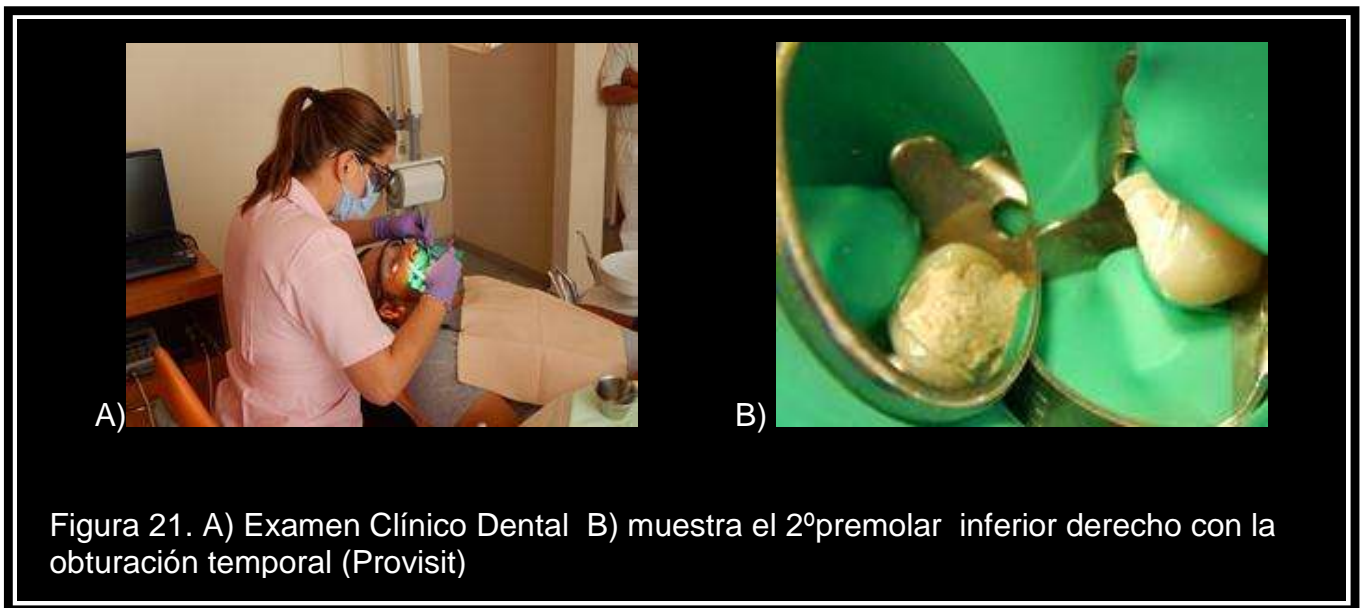 A)
B)
Figura 21. A) Examen Clínico Dental  B) muestra el 2ºpremolar  inferior derecho con la
obturación temporal (Provisit)